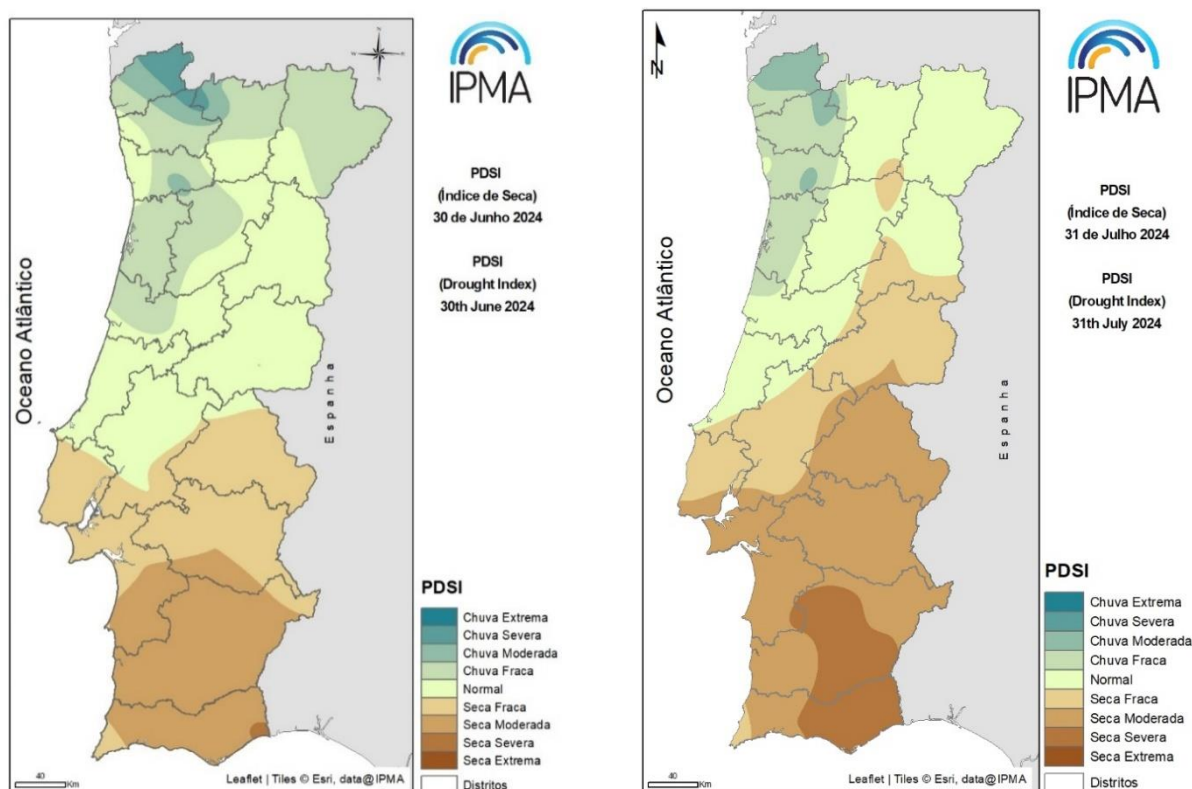 IPMA
PDSI
(Índice de Seca)
30 de Junho 2024
PDSI
(Drought Index)
30th June 2024
Oceano Atlântico
Espanha
PDSI
Chuva Extrema
Chuva Severa
Chuva Moderada
Chuva Fraca
Normal
Seca Fraca
Seca Moderada
Seca Severa
Seca Extrema
Distritos
40
Km
Leaflet | Tiles © Esri, data@IPMA
N
IPMA
PDSI
(Índice de Seca)
31 de Julho 2024
PDSI
(Drought Index)
31th July 2024
Oceano Atlântico
Espanha
PDSI
Chuva Extrema
Chuva Severa
Chuva Moderada
Chuva Fraca
Normal
Seca Fraca
Seca Moderada
Seca Severa
Seca Extrema
Distritos
40
Km
Leaflet | Tiles © Esri, data@IPMA